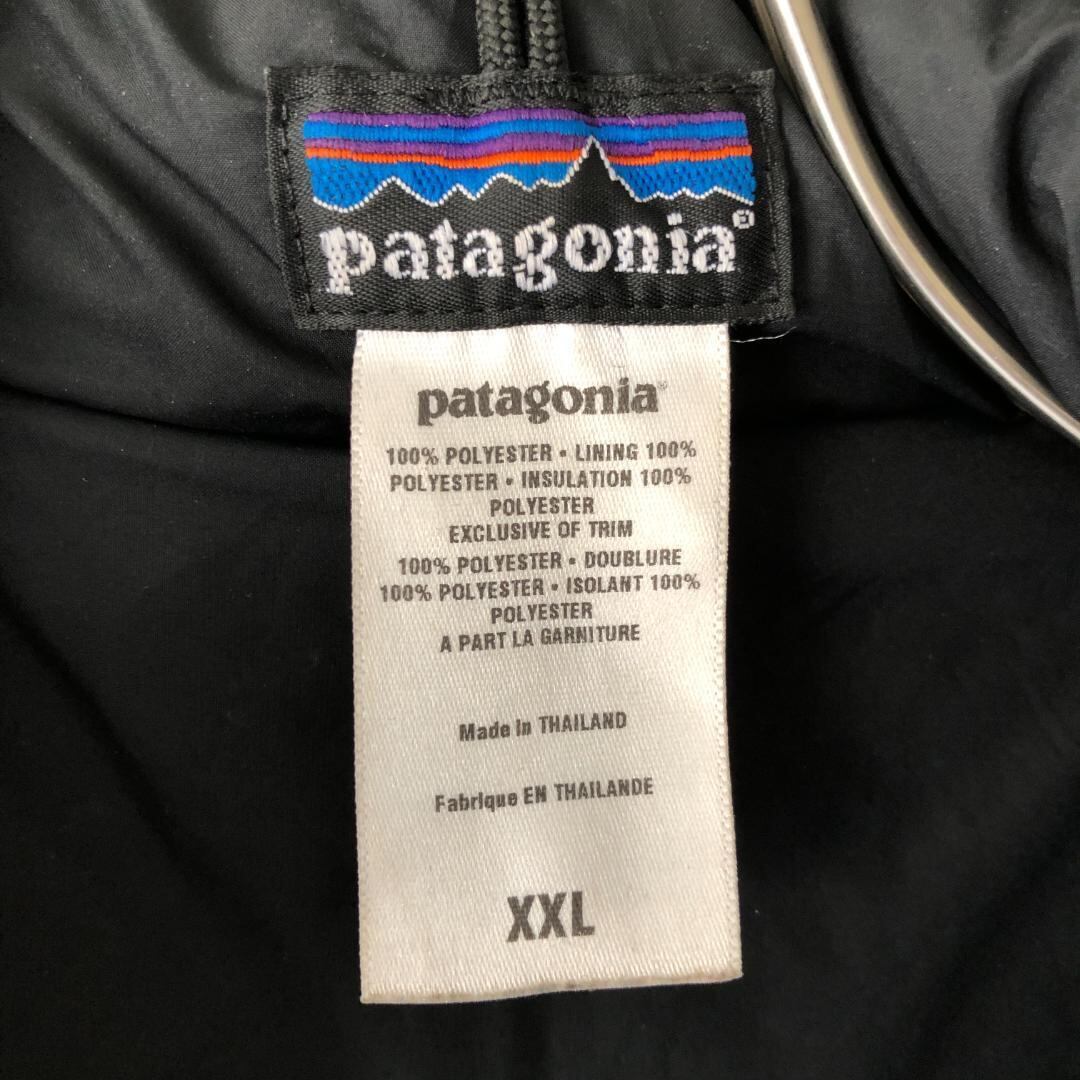 patagonia®
patagonia®
100% POLYESTER • LINING 100%
POLYESTER • INSULATION 100%
POLYESTER
EXCLUSIVE OF TRIM
100% POLYESTER • DOUBLURE
100% POLYESTER • ISOLANT 100%
POLYESTER
A PART LA GARNITURE
Made In THAILAND
Fabrique EN THAILANDE
XXL